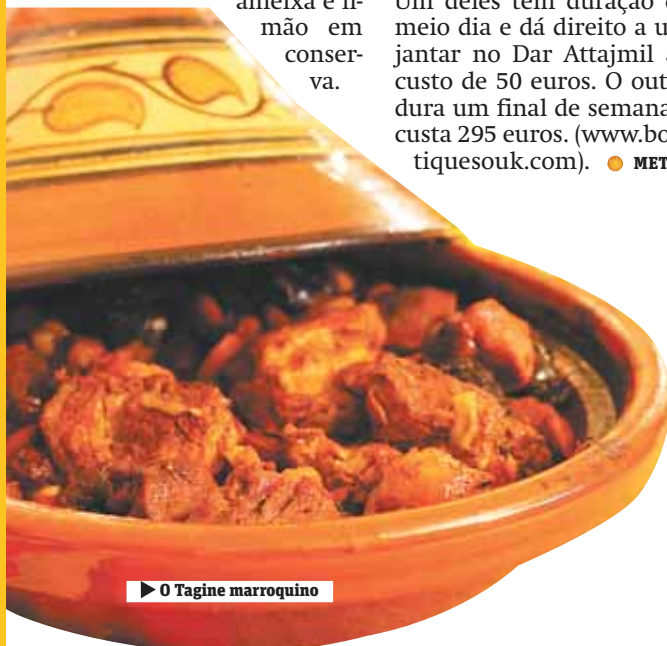 ameixa e li-
mão em
conser-
va.
Um deles tem duração
meio dia e dá direito a
jantar no Dar Attajmil
custo de 50 euros. O
dura um final de semana
custa 295 euros. (www.bo
tiquesouk.com). MET
▶ O Tagine marroquino